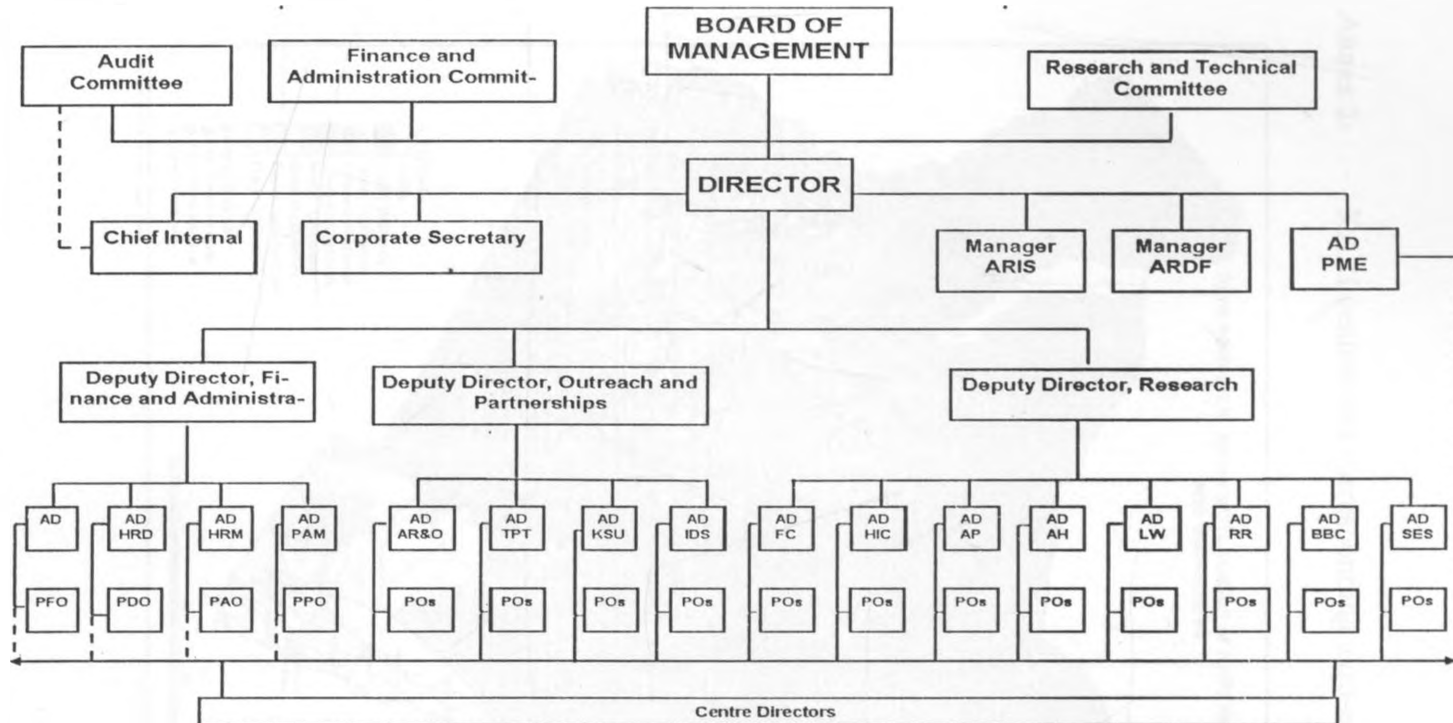 BOARD OF
MANAGEMENT
Audit
Committee
Finance and
Administration Commit-
Research and Technical
Committee
DIRECTOR
Chief Internal
Corporate Secretary
Manager
ARIS
Manager
ARDF
AD
PME
Deputy Director, Fi-
nance and Administra-
Deputy Director, Outreach and
Partnerships
Deputy Director, Research
AD
AD
HRD
AD
HRM
AD
PAM
AD
AR&O
AD
TPT
AD
KSU
AD
IDS
AD
FC
AD
HIC
AD
AP
AD
AH
AD
LW
AD
RR
AD
BBC
AD
SES
PFO
PDO
PAO
PPO
POs
POs
POs
POs
POs
POs
POs
POs
POs
POs
POs
POs
Centre Directors